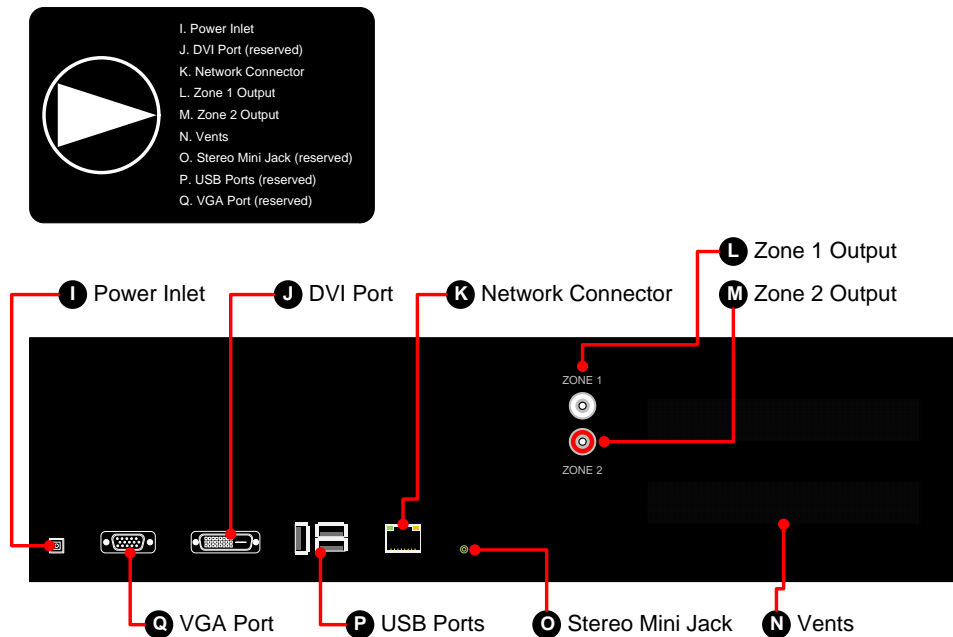 I. Power Inlet
J. DVI Port (reserved)
K. Network Connector
L. Zone 1 Output
M. Zone 2 Output
N. Vents
O. Stereo Mini Jack (reserved)
P. USB Ports (reserved)
Q. VGA Port (reserved)
L Zone 1 Output
I Power Inlet
J DVI Port
K Network Connector
M Zone 2 Output
ZONE 1
ZONE 2
Q VGA Port
P USB Ports
O Stereo Mini Jack
N Vents